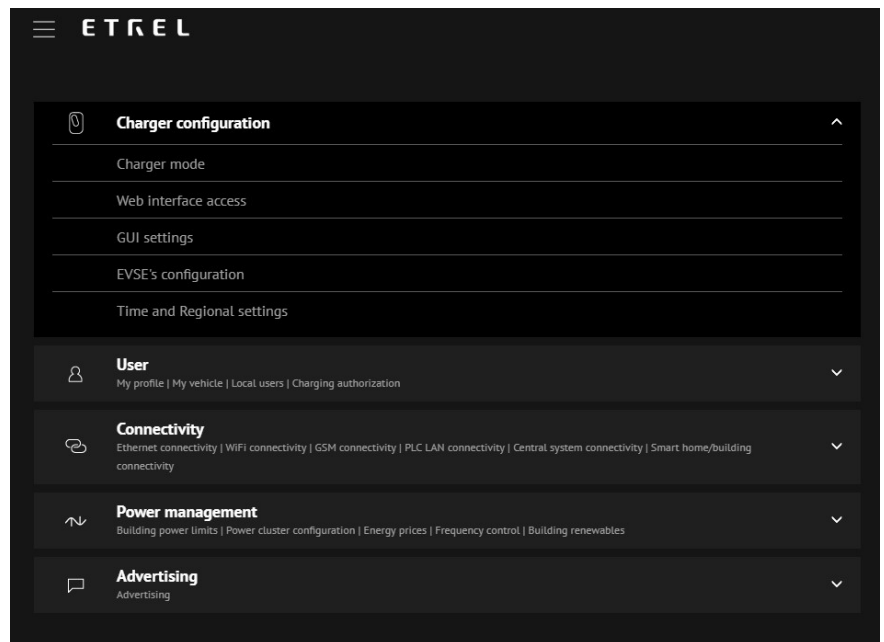 ETREL
Charger configuration
Charger mode
Web interface access
GUI settings
EVSE's configuration
Time and Regional settings
User
My profile | My vehicle | Local users | Charging authorization
Connectivity
Ethernet connectivity | WiFi connectivity | GSM connectivity | PLC LAN connectivity | Central system connectivity | Smart home/building
connectivity
Power management
Building power limits | Power cluster configuration | Energy prices | Frequency control | Building renewables
Advertising
Advertising